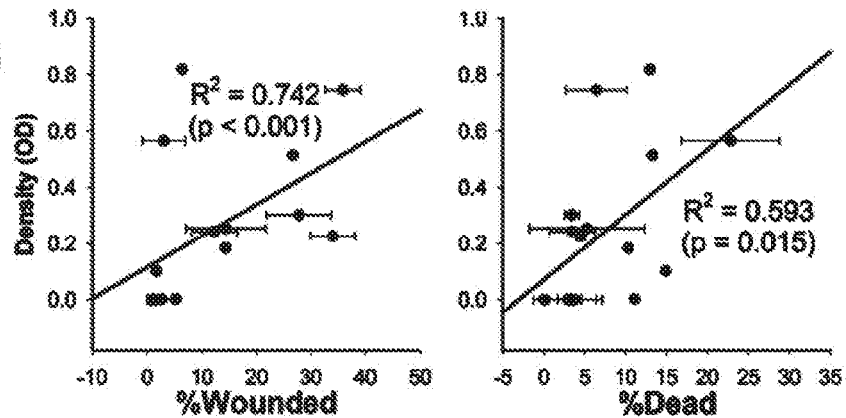 1.0
0.8
0.6
0.4
0.2
0.0
Density (OD)
R² = 0.742
(p < 0.001)
-10 0 10 20 30 40 50
%Wounded
1.0
0.8
0.6
0.4
0.2
0.0
R² = 0.593
(p = 0.015)
-5 0 5 10 15 20 25 30 35
%Dead